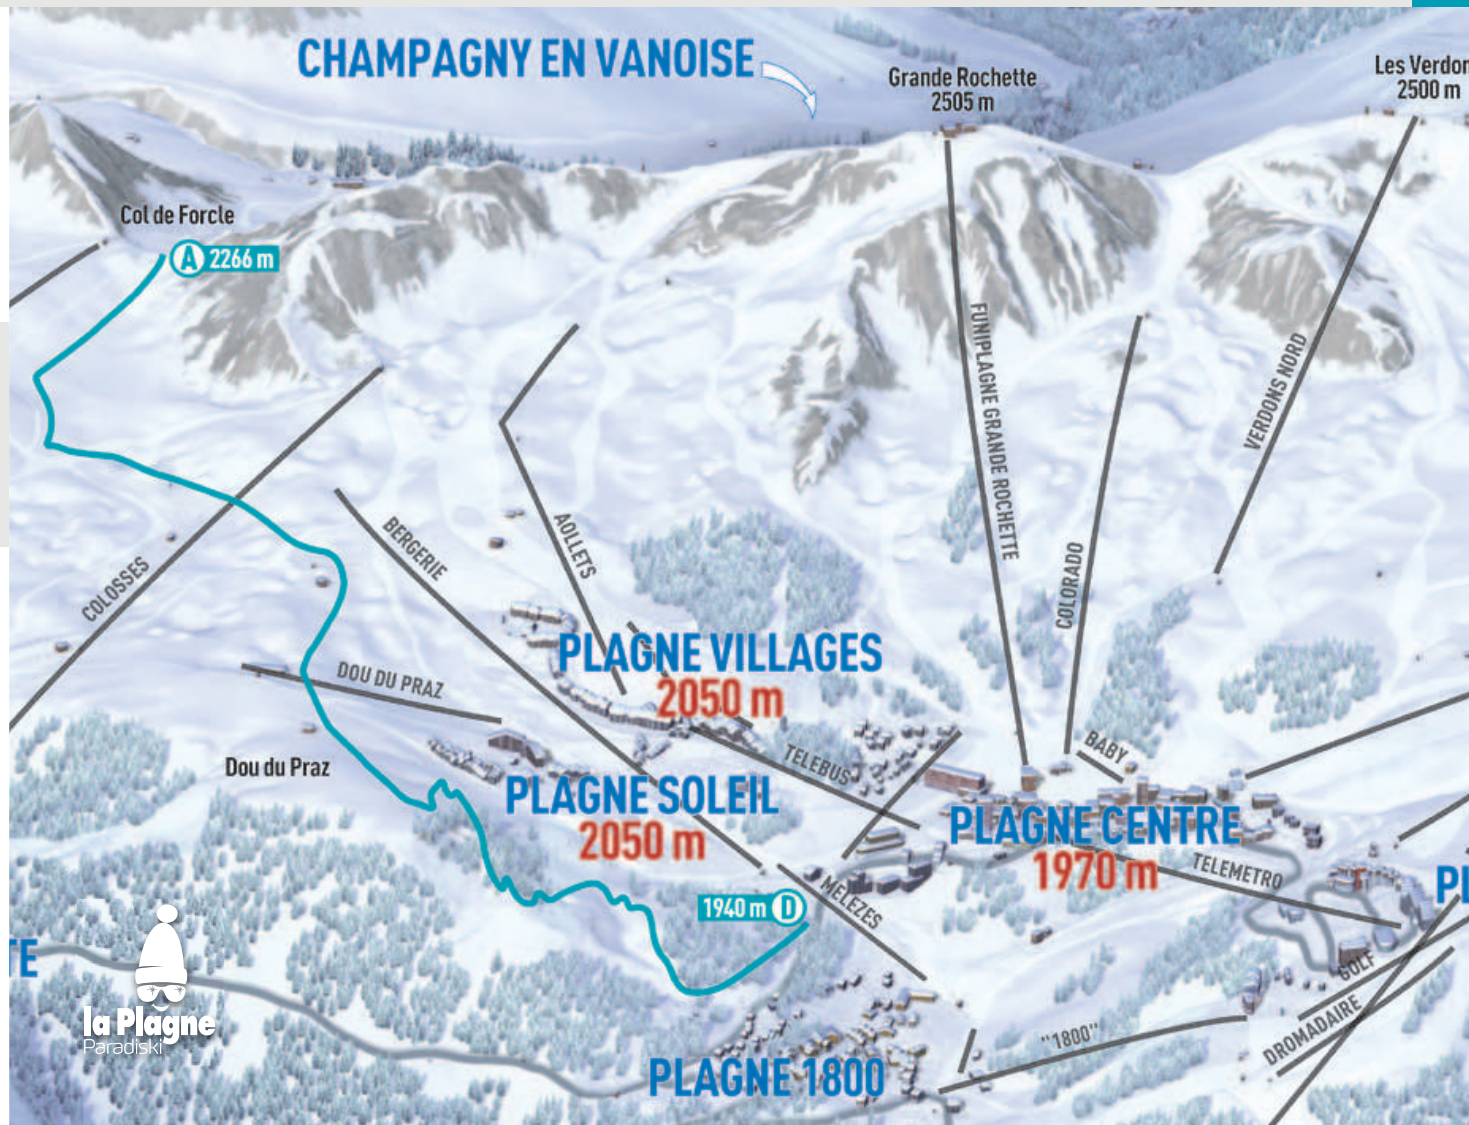 CHAMPAGNY EN VANOISE
Grande Rochette
2505 m
Les Verdon
2500 m
Col de Forcle
A 2266 m
FUNIPLAGNE GRANDE ROCHETTE
VERDONS NORD
COLORADO
COLOSSES
BERGERIE
AOLLETS
PLAGNE VILLAGES
2050 m
DOU DU PRAZ
Dou du Praz
TELEBUS
BABY
PLAGNE SOLEIL
2050 m
PLAGNE CENTRE
1970 m
TELEMETRO
PL
1940 m D
MELEZES
TE
GOLF
DROMADAIRE
"1800"
la Plagne
Paradiski
PLAGNE 1800